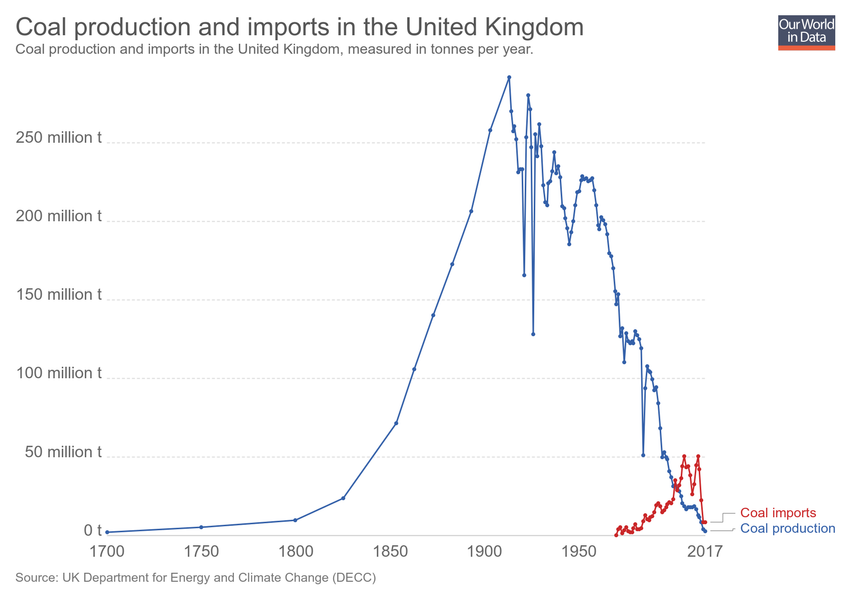 Coal production and imports in the United Kingdom
Coal production and imports in the United Kingdom, measured in tonnes per year.
Our World
in Data
250 million t
200 million t
150 million t
100 million t
50 million t
0 t
Coal imports
Coal production
1700 1750 1800 1850 1900 1950 2017
Source: UK Department for Energy and Climate Change (DECC)